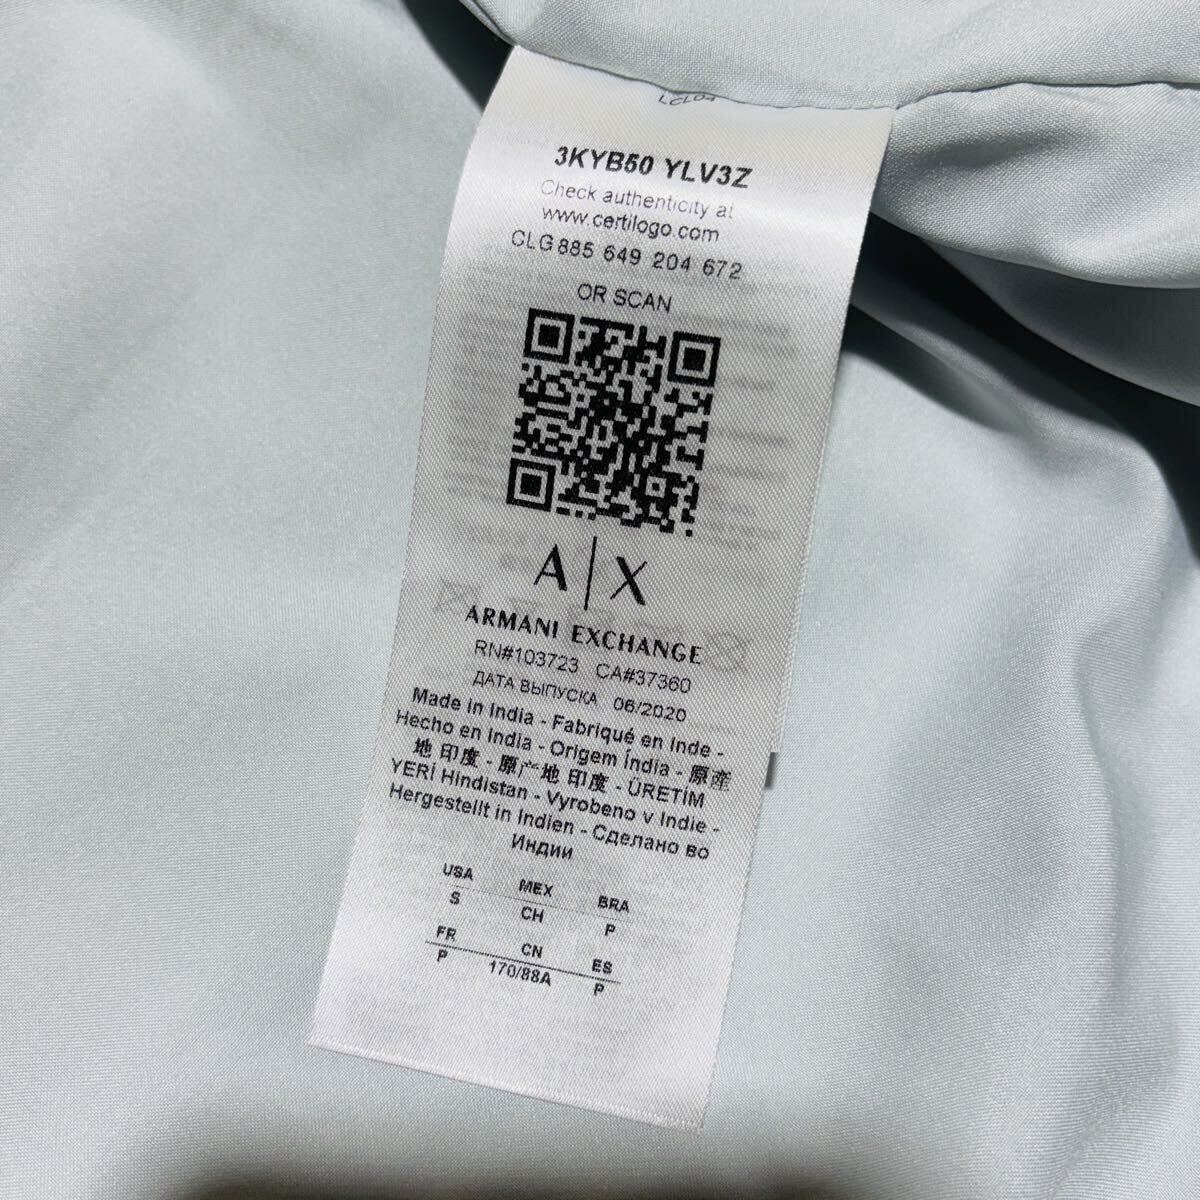 LCL04
3KYB50 YLV3Z
Check authenticity at
www.certilogo.com
CLG 885 649 204 672
OR SCAN
A|X
ARMANI EXCHANGE
RN#103723 CA#37360
ДАТА ВЫПУСКА 06/2020
Made in India - Fabriqué en Inde -
Hecho en India - Origem Índia - 原産
地 印度 - 原产地 印度 - ÜRETİM
YERİ Hindistan - Vyrobeno v Indie -
Hergestellt in Indien - Сделано во
Индии
USA MEX BRA
S CH P
FR CN ES
P 170/88A P